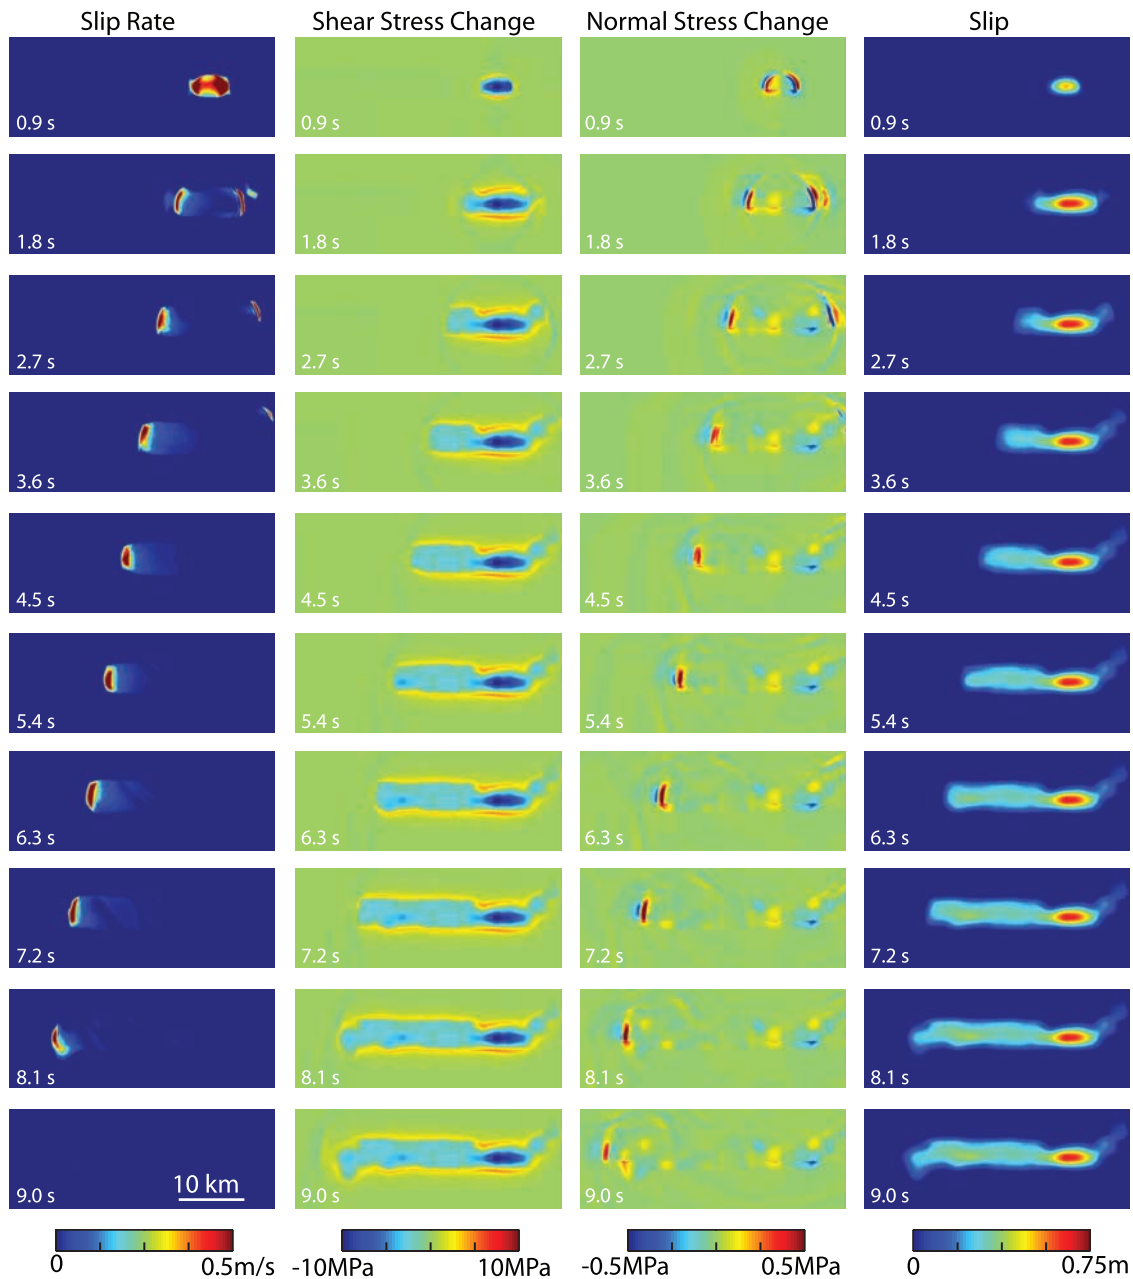 Slip Rate Shear Stress Change Normal Stress Change Slip
0.9 s 0.9 s 0.9 s 0.9 s
1.8 s 1.8 s 1.8 s 1.8 s
2.7 s 2.7 s 2.7 s 2.7 s
3.6 s 3.6 s 3.6 s 3.6 s
4.5 s 4.5 s 4.5 s 4.5 s
5.4 s 5.4 s 5.4 s 5.4 s
6.3 s 6.3 s 6.3 s 6.3 s
7.2 s 7.2 s 7.2 s 7.2 s
8.1 s 8.1 s 8.1 s 8.1 s
10 km
9.0 s 9.0 s 9.0 s 9.0 s
0 0.5m/s -10MPa 10MPa -0.5MPa 0.5MPa 0 0.75m